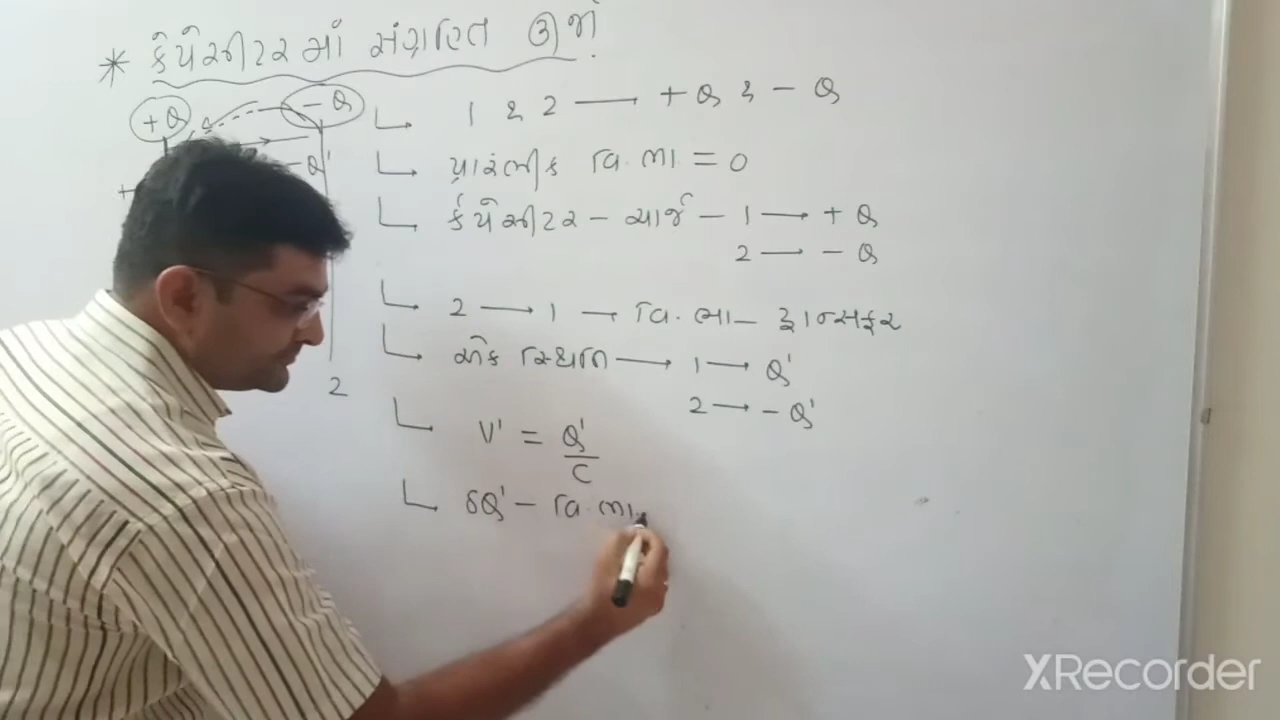 * કેપેસીટરમાં સંગ્રહિત ઊર્જા
+Q - Q
- Q'
+
2
1 & 2 → +Q & - Q
પ્રારંભીક વિ.ભા = 0
કેપેસીટર - ચાર્જ - 1 → + Q
2 → - Q
2 → 1 → વિ.ભા - ટ્રાન્સફર
એક સ્થિતિ → 1 → Q'
2 → - Q'
V' = Q'/C
δQ' - વિ.ભા.
XRecorder